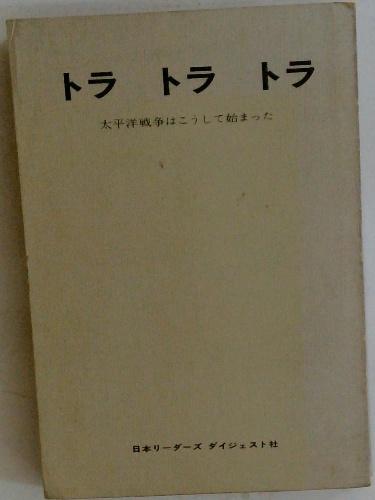 トラ トラ トラ
太平洋戦争はこうして始まった
日本リーダーズ ダイジェスト社